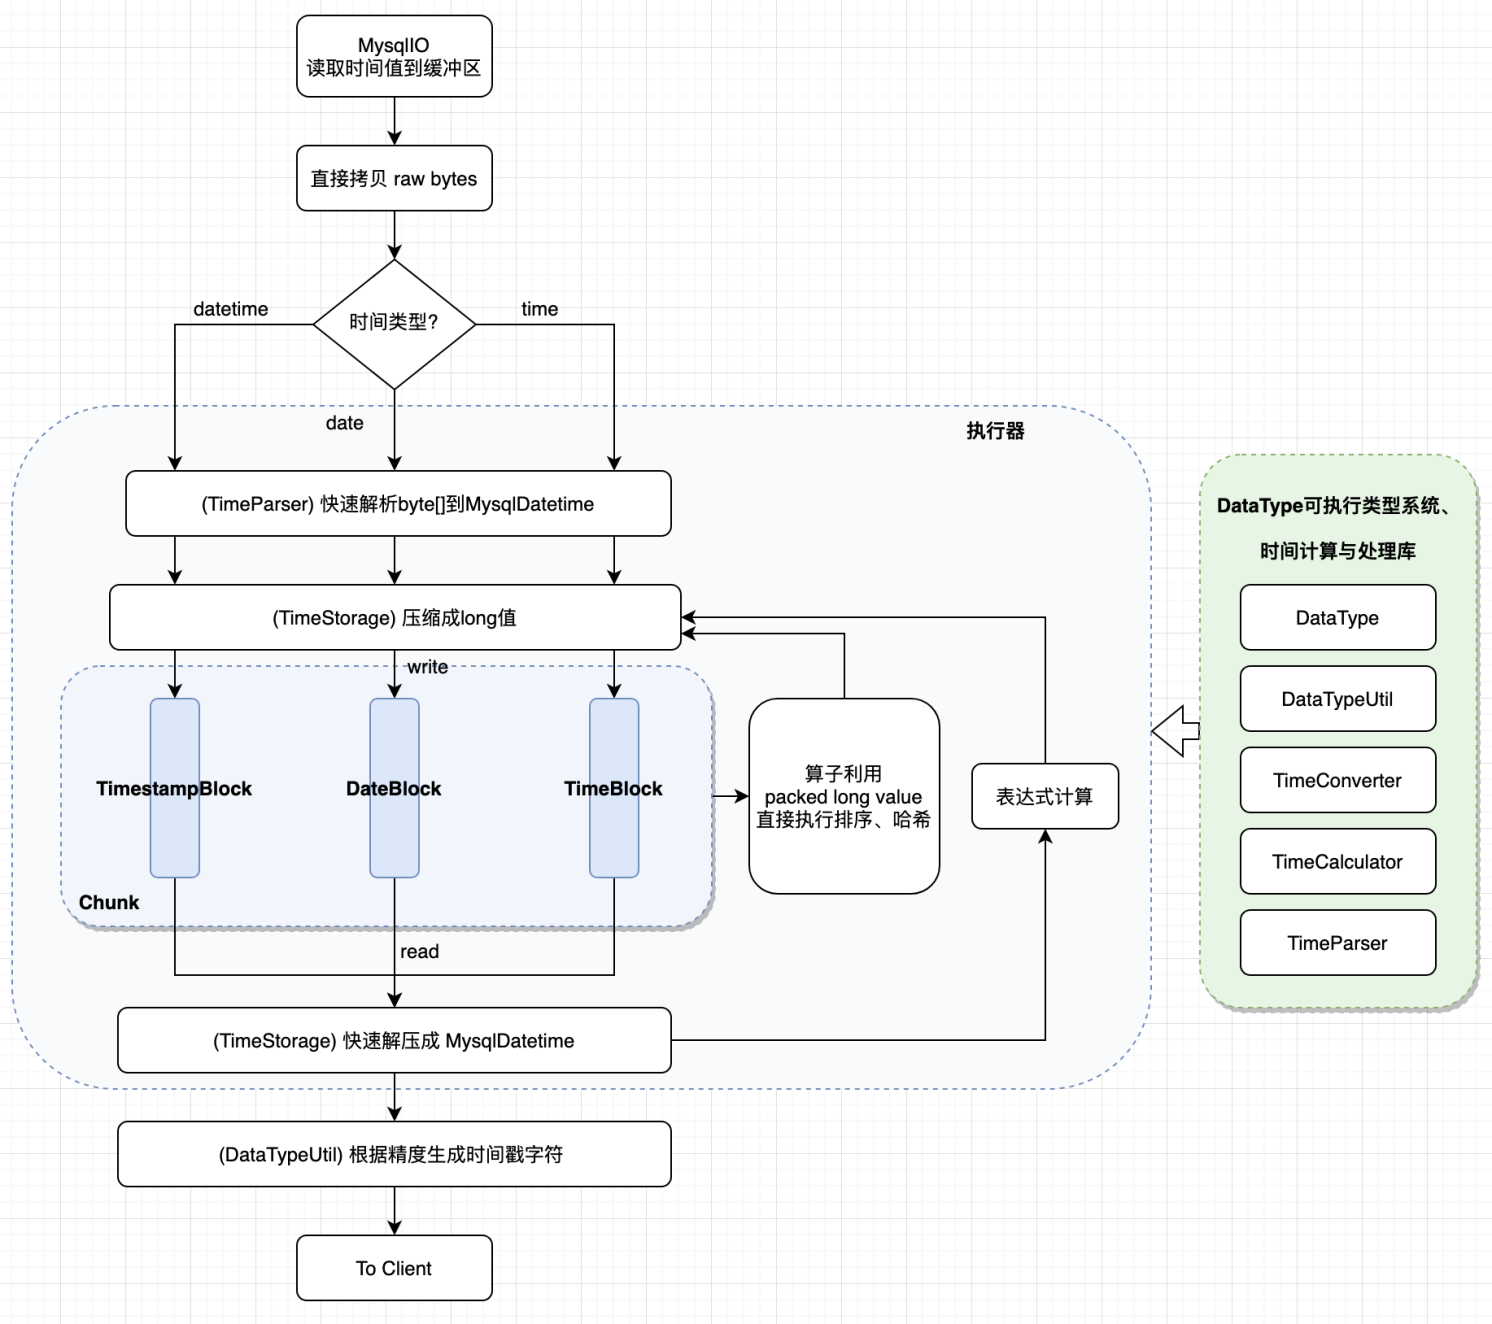 MysqlIO
读取时间值到缓冲区
直接拷贝 raw bytes
datetime
时间类型?
time
date
执行器
(TimeParser) 快速解析byte[]到MysqlDatetime
(TimeStorage) 压缩成long值
write
TimestampBlock
DateBlock
TimeBlock
Chunk
算子利用
packed long value
直接执行排序、哈希
表达式计算
read
(TimeStorage) 快速解压成 MysqlDatetime
(DataTypeUtil) 根据精度生成时间戳字符
To Client
DataType可执行类型系统、
时间计算与处理库
DataType
DataTypeUtil
TimeConverter
TimeCalculator
TimeParser